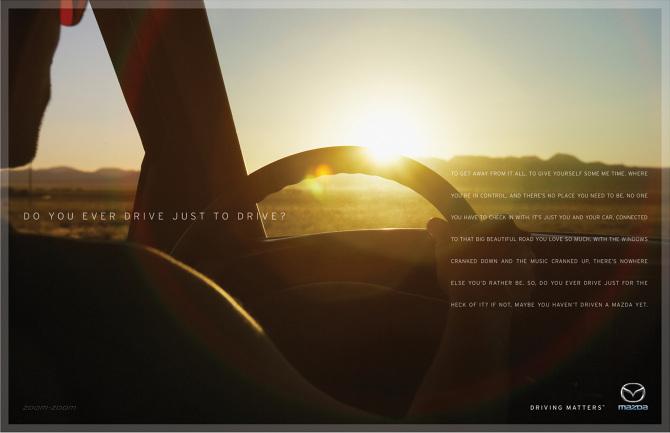 DO YOU EVER DRIVE JUST TO DRIVE?
TO GET AWAY FROM IT ALL. TO GIVE YOURSELF SOME ME TIME. WHERE
YOU'RE IN CONTROL. AND THERE'S NO PLACE YOU NEED TO BE. NO ONE
YOU HAVE TO CHECK IN WITH. IT'S JUST YOU AND YOUR CAR, CONNECTED
TO THAT BIG BEAUTIFUL ROAD YOU LOVE SO MUCH. WITH THE WINDOWS
CRANKED DOWN AND THE MUSIC CRANKED UP, THERE'S NOWHERE
ELSE YOU'D RATHER BE. SO, DO YOU EVER DRIVE JUST FOR THE
HECK OF IT? IF NOT, MAYBE YOU HAVEN'T DRIVEN A MAZDA YET.
zoom-zoom
DRIVING MATTERS™
mazda